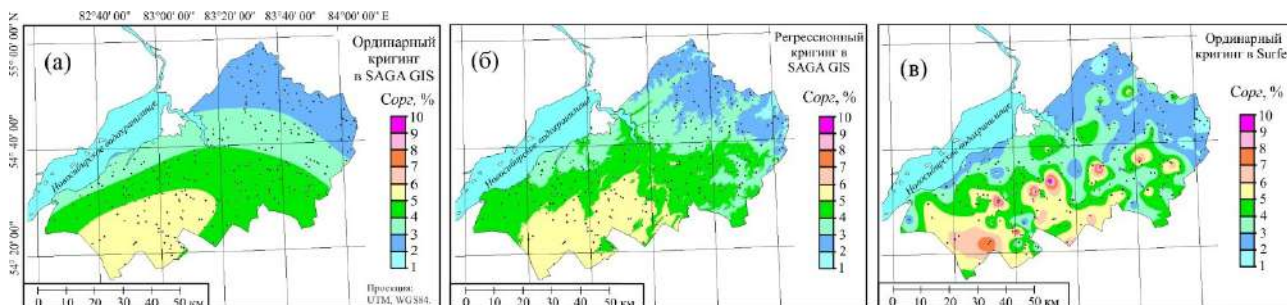 82°40' 00" 83°00' 00" 83°20' 00" 83°40' 00" 84°00' 00" E
55° 00' 00" N
54° 40' 00"
54° 20' 00"
(а)
Ординарный
кригинг
в SAGA GIS
Сорг, %
10
9
8
7
6
5
4
3
2
1
Новосибирское водохранилище
0 10 20 30 40 50 км
Проекция:
UTM, WGS84.
(б)
Регрессионный
кригинг в
SAGA GIS
Сорг, %
10
9
8
7
6
5
4
3
2
1
Новосибирское водохранилище
0 10 20 30 40 50 км
(в)
Ординарный
кригинг в Surfe
Сорг, %
10
9
8
7
6
5
4
3
2
1
Новосибирское водохранилище
0 10 20 30 40 50 км